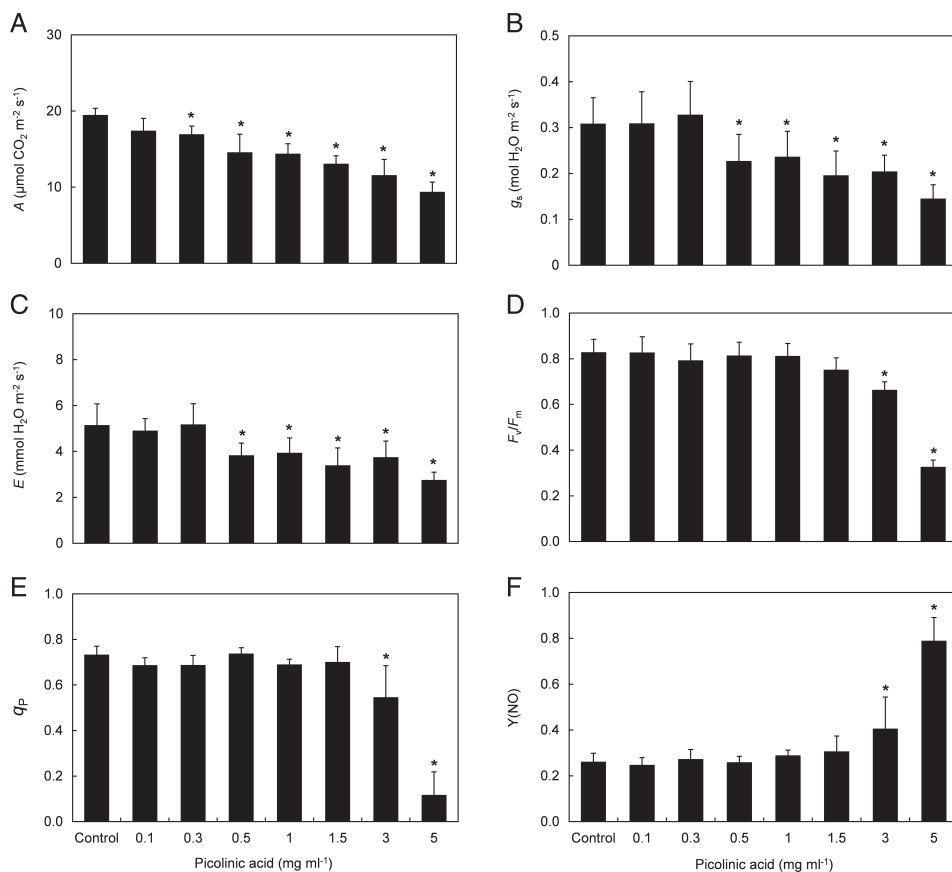 A
A (µmol CO₂ m⁻² s⁻¹)
30
20
10
0
* * * * * *
B
gₛ (mol H₂O m⁻² s⁻¹)
0.5
0.4
0.3
0.2
0.1
0
* * * * *
C
E (mmol H₂O m⁻² s⁻¹)
10
8
6
4
2
0
* * * * *
D
Fᵥ/Fₘ
1.0
0.8
0.6
0.4
0.2
0.0
* *
E
qP
1.0
0.8
0.6
0.4
0.2
0.0
* *
Control 0.1 0.3 0.5 1 1.5 3 5
Picolinic acid (mg ml⁻¹)
F
Y(NO)
1.0
0.8
0.6
0.4
0.2
0.0
* *
Control 0.1 0.3 0.5 1 1.5 3 5
Picolinic acid (mg ml⁻¹)